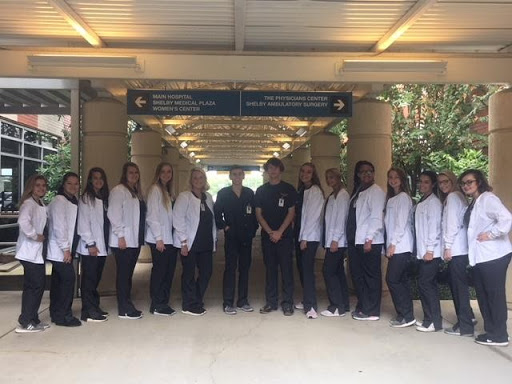 MAIN HOSPITAL
SHELBY MEDICAL PLAZA
WOMEN'S CENTER
THE PHYSICIANS CENTER
SHELBY AMBULATORY SURGERY